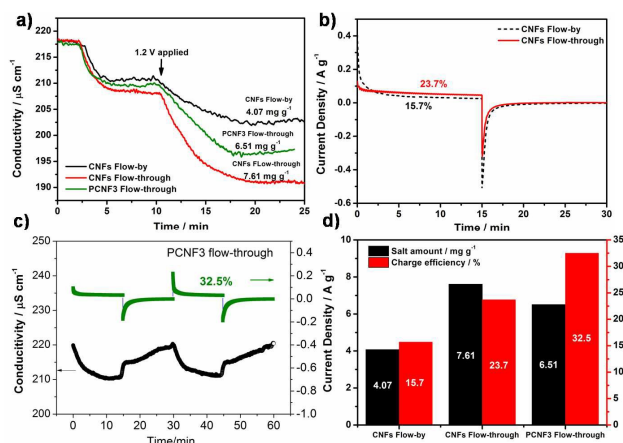 a)
1.2 V applied
CNFs Flow-by
4.07 mg g⁻¹
PCNF3 Flow-through
6.51 mg g⁻¹
CNFs FLow-through
7.61 mg g⁻¹
CNFs Flow-by
CNFs Flow-through
PCNF3 Flow-through
Conductivity / µS cm⁻¹
220
215
210
205
200
195
190
0 5 10 15 20 25
Time / min
b)
CNFs Flow-by
CNFs Flow-through
23.7%
15.7%
Current Density / A g⁻¹
0.4
0.2
0.0
-0.2
-0.4
-0.6
0 5 10 15 20 25 30
Time / min
c)
PCNF3 flow-through
32.5%
Conducitivity / µS cm⁻¹
250
240
230
220
210
200
0.4
0.2
0.0
-0.2
-0.4
-0.6
-0.8
-1.0
Current Density / A g⁻¹
0 15 30 45 60
Time/min
d)
Salt amount / mg g⁻¹
Charge efficiency / %
10
8
6
4
2
0
35
30
25
20
15
10
5
0
4.07 15.7 7.61 23.7 6.51 32.5
CNFs Flow-by CNFs Flow-through PCNF3 Flow-through